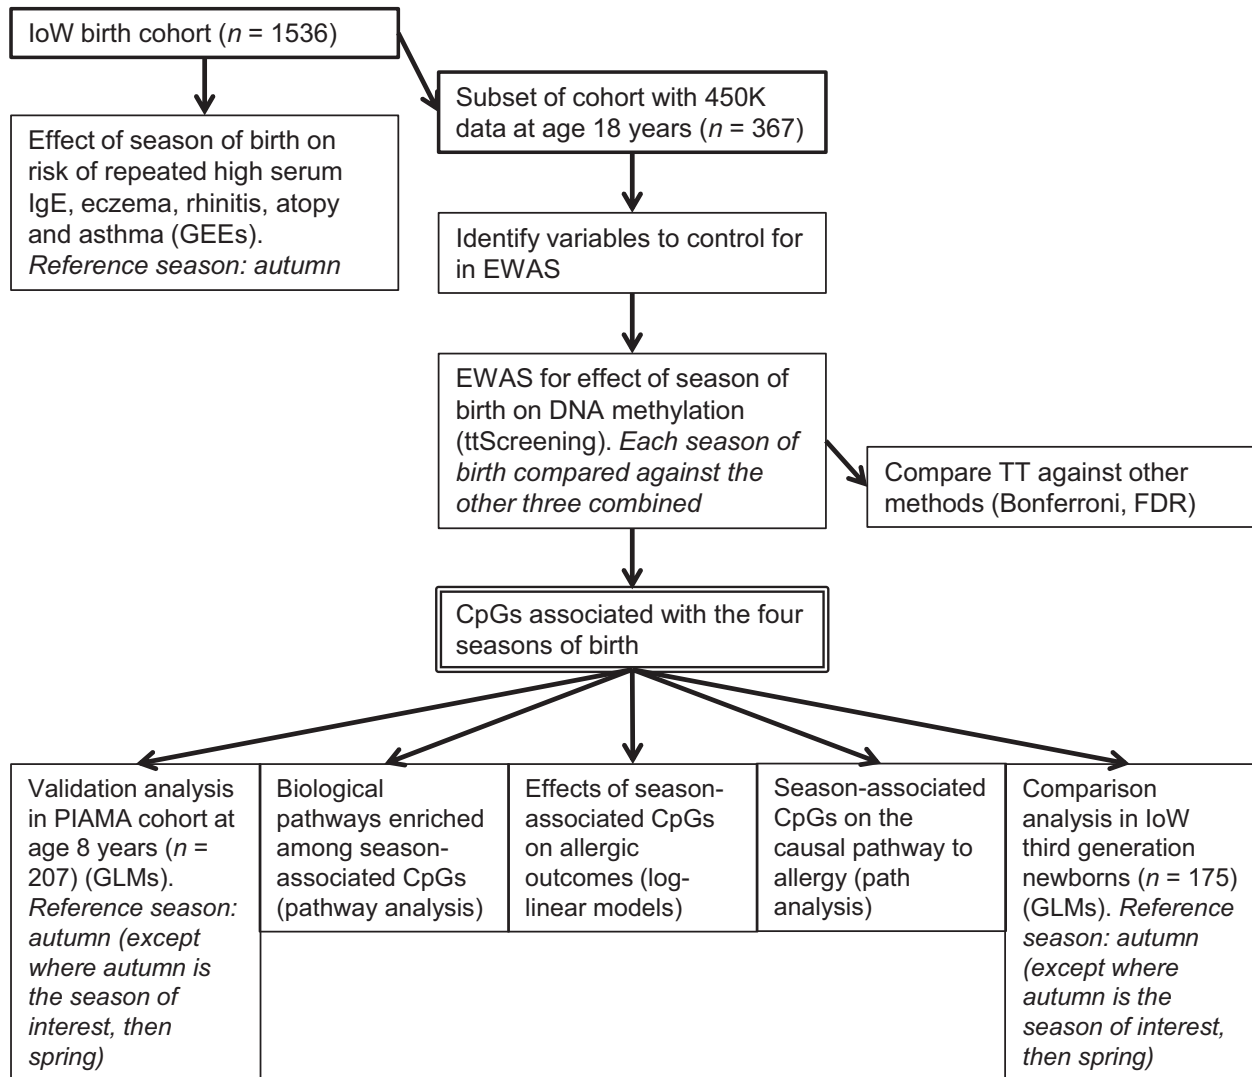 IoW birth cohort (n = 1536)
Subset of cohort with 450K
data at age 18 years (n = 367)
Effect of season of birth on
risk of repeated high serum
IgE, eczema, rhinitis, atopy
and asthma (GEEs).
Reference season: autumn
Identify variables to control for
in EWAS
EWAS for effect of season of
birth on DNA methylation
(ttScreening). Each season of
birth compared against the
other three combined
Compare TT against other
methods (Bonferroni, FDR)
CpGs associated with the four
seasons of birth
Validation analysis
in PIAMA cohort at
age 8 years (n =
207) (GLMs).
Reference season:
autumn (except
where autumn is
the season of
interest, then
spring)
Biological
pathways enriched
among season-
associated CpGs
(pathway analysis)
Effects of season-
associated CpGs
on allergic
outcomes (log-
linear models)
Season-associated
CpGs on the
causal pathway to
allergy (path
analysis)
Comparison
analysis in IoW
third generation
newborns (n = 175)
(GLMs). Reference
season: autumn
(except where
autumn is the
season of interest,
then spring)